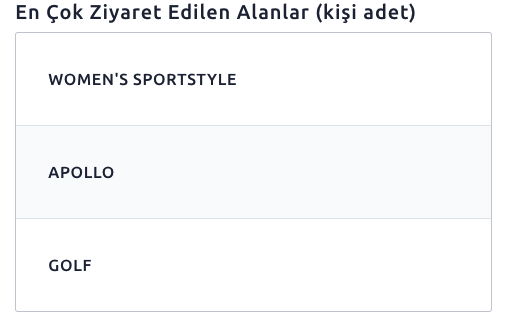 En Çok Ziyaret Edilen Alanlar (kişi adet)
WOMEN'S SPORTSTYLE
APOLLO
GOLF